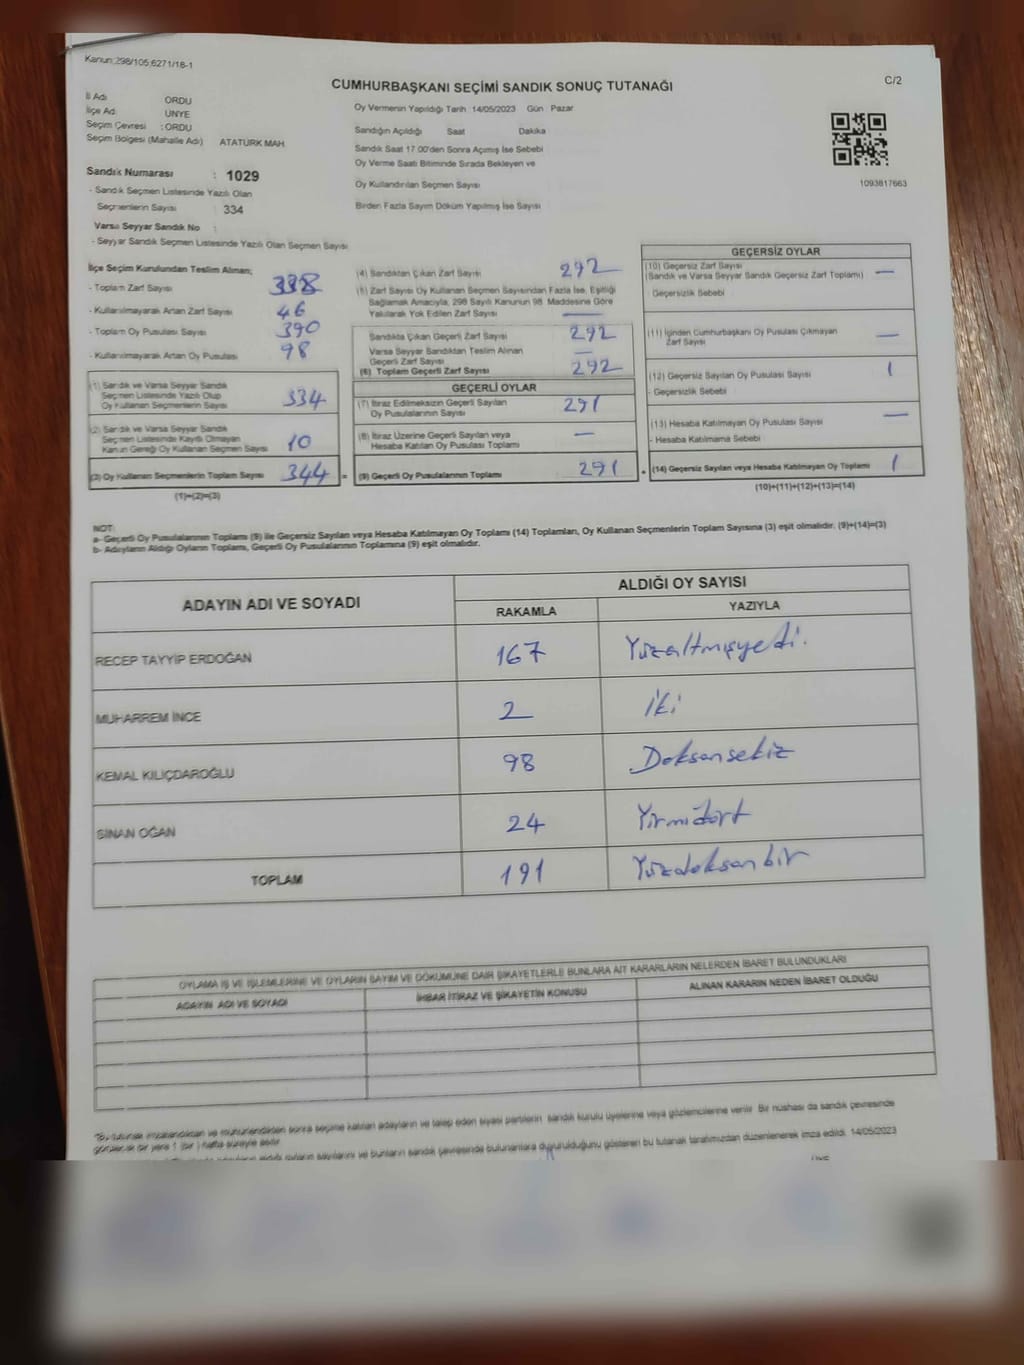 Kanun:298/105,6271/18-1
CUMHURBAŞKANI SEÇİMİ SANDIK SONUÇ TUTANAĞI
C/2
İl Adı ORDU
İlçe Ad ÜNYE
Seçim Çevresi : ORDU
Seçim Bölgesi (Mahalle Adı) ATATÜRK MAH
Oy Vermenin Yapıldığı Tarih 14/05/2023 Gün Pazar
Sandığın Açıldığı Saat Dakika
Sandık Saat 17.00'den Sonra Açımış İse Sebebi
Oy Verme Saati Bitiminde Sırada Bekleyen ve
Oy Kullandırılan Seçmen Sayısı
Birden Fazla Sayım Döküm Yapılmış İse Sayısı
1093817663
Sandık Numarası : 1029
- Sandık Seçmen Listesinde Yazılı Olan
Seçmenlerin Sayısı 334
Varsa Seyyar Sandık No :
- Seyyar Sandık Seçmen Listesinde Yazılı Olan Seçmen Sayısı
İlçe Seçim Kurulundan Teslim Alınan;
- Toplam Zarf Sayısı 338
- Kullanılmayarak Artan Zarf Sayısı 46
- Toplam Oy Pusulası Sayısı 390
- Kullanılmayarak Artan Oy Pusulası 98
(1) Sandık ve Varsa Seyyar Sandık
Seçmen Listesinde Yazılı Olup
Oy Kullanan Seçmenlerin Sayısı 334
(2) Sandık ve Varsa Seyyar Sandık
Seçmen Listesinde Kayıtlı Olmayan
Kanun Gereği Oy Kullanan Seçmen Sayısı 10
(3) Oy Kullanan Seçmenlerin Toplam Sayısı 344 =
(1)+(2)=(3)
(4) Sandıktan Çıkan Zarf Sayısı 292
(5) Zarf Sayısı Oy Kullanan Seçmen Sayısından Fazla İse, Eşitliği
Sağlamak Amacıyla, 298 Sayılı Kanunun 98 Maddesine Göre
Yakılarak Yok Edilen Zarf Sayısı —
Sandıkta Çıkan Geçerli Zarf Sayısı 292
Varsa Seyyar Sandıktan Teslim Alınan
Geçerli Zarf Sayısı —
(6) Toplam Geçerli Zarf Sayısı 292
GEÇERLİ OYLAR
(7) İtiraz Edilmeksizin Geçerli Sayılan
Oy Pusulalarının Sayısı 291
(8) İtiraz Üzerine Geçerli Sayılan veya
Hesaba Katılan Oy Pusulası Toplamı —
(9) Geçerli Oy Pusulalarının Toplamı 291 +
GEÇERSİZ OYLAR
(10) Geçersiz Zarf Sayısı
(Sandık ve Varsa Seyyar Sandık Geçersiz Zarf Toplamı) —
- Geçersizlik Sebebi
(11) İçinden Cumhurbaşkanı Oy Pusulası Çıkmayan
Zarf Sayısı —
(12) Geçersiz Sayılan Oy Pusulası Sayısı 1
- Geçersizlik Sebebi
(13) Hesaba Katılmayan Oy Pusulası Sayısı —
- Hesaba Katılmama Sebebi
(14) Geçersiz Sayılan veya Hesaba Katılmayan Oy Toplamı 1
(10)+(11)+(12)+(13)=(14)
NOT:
a- Geçerli Oy Pusulalarının Toplamı (9) ile Geçersiz Sayılan veya Hesaba Katılmayan Oy Toplamı (14) Toplamları, Oy Kullanan Seçmenlerin Toplam Sayısına (3) eşit olmalıdır. (9)+(14)=(3)
b- Adayların Aldığı Oyların Toplamı, Geçerli Oy Pusulalarının Toplamına (9) eşit olmalıdır.
ADAYIN ADI VE SOYADI ALDIĞI OY SAYISI
RAKAMLA YAZIYLA
RECEP TAYYİP ERDOĞAN 167 Yüzaltmışyedi.
MUHARREM İNCE 2 İki
KEMAL KILIÇDAROĞLU 98 Doksansekiz
SİNAN OĞAN 24 Yirmidört
TOPLAM 191 Yüzdoksanbir
OYLAMA İŞ VE İŞLEMLERİNE VE OYLARIN SAYIM VE DÖKÜMÜNE DAİR ŞİKAYETLERLE BUNLARA AİT KARARLARIN NELERDEN İBARET BULUNDUKLARI
ADAYIN ADI VE SOYADI İHBAR İTİRAZ VE ŞİKAYETİN KONUSU ALINAN KARARIN NEDEN İBARET OLDUĞU
İşbu tutanak imzalandıktan ve mühürlendikten sonra seçime katılan adayların ve talep eden siyasi partilerin sandık kurulu üyelerine veya gözlemcilerine verilir. Bir nüshası da sandık çevresinde
görülecek bir yere 1 (bir) hafta süreyle asılır.
aldığı oyların sayılarını ve bunların sandık çevresinde bulunanlara duyurulduğunu gösteren bu tutanak tarafımızdan düzenlenerek imza edildi. 14/05/2023
ÜNYE